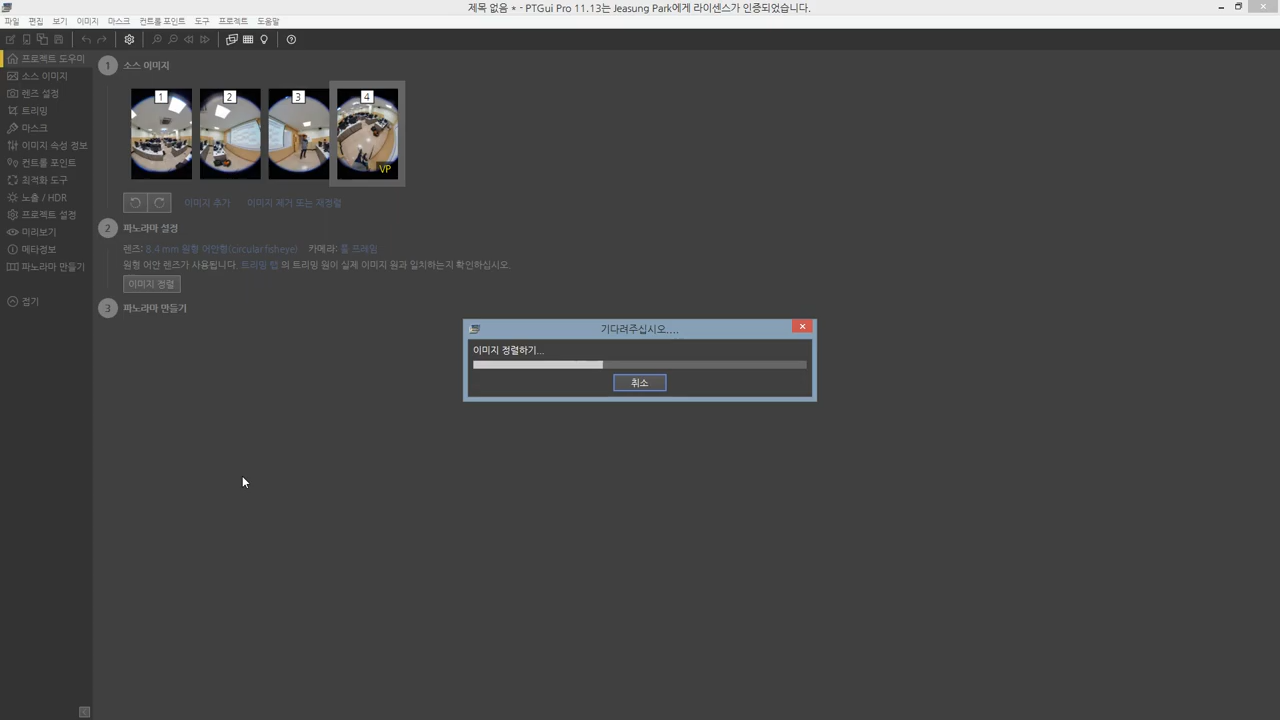 제목 없음 * - PTGui Pro 11.13는 Jeasung Park에게 라이센스가 인증되었습니다.
파일 편집 보기 이미지 마스크 컨트롤 포인트 도구 프로젝트 도움말
프로젝트 도우미
소스 이미지
렌즈 설정
트리밍
마스크
이미지 속성 정보
컨트롤 포인트
최적화 도구
노출 / HDR
프로젝트 설정
미리보기
메타정보
파노라마 만들기
접기
1 소스 이미지
1 2 3 4
VP
이미지 추가 이미지 제거 또는 재정렬
2 파노라마 설정
렌즈: 8.4 mm 원형 어안형(circular fisheye) 카메라: 풀 프레임
원형 어안 렌즈가 사용됩니다. 트리밍 탭 의 트리밍 원이 실제 이미지 원과 일치하는지 확인하십시오.
이미지 정렬
3 파노라마 만들기
기다려주십시오....
이미지 정렬하기...
취소